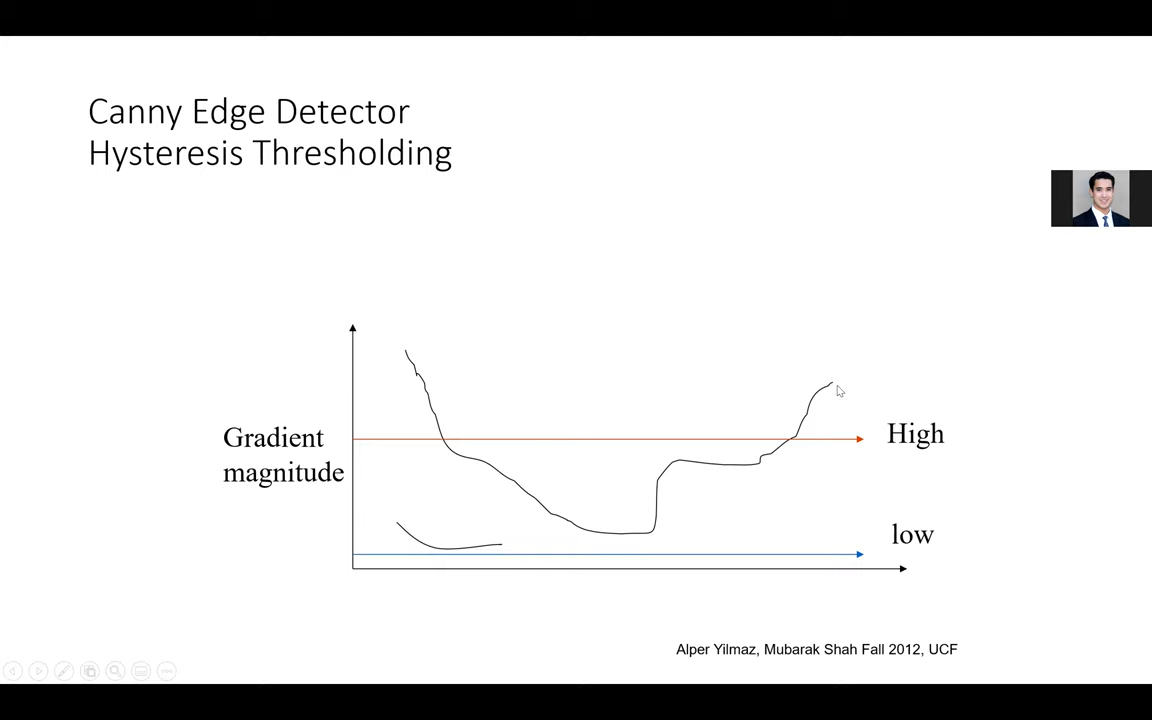 Canny Edge Detector
Hysteresis Thresholding
Gradient
magnitude
High
low
Alper Yilmaz, Mubarak Shah Fall 2012, UCF